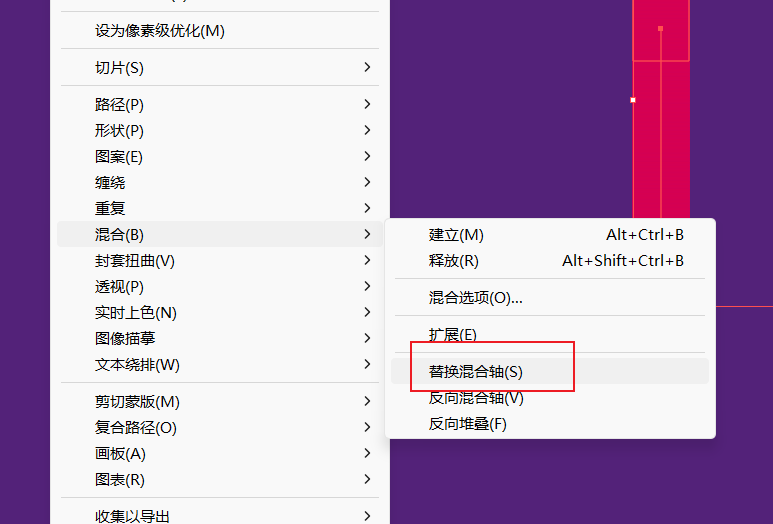 设为像素级优化(M)
切片(S)
路径(P)
形状(P)
图案(E)
缠绕
重复
混合(B)
封套扭曲(V)
透视(P)
实时上色(N)
图像描摹
文本绕排(W)
剪切蒙版(M)
复合路径(O)
画板(A)
图表(R)
收集以导出
建立(M) Alt+Ctrl+B
释放(R) Alt+Shift+Ctrl+B
混合选项(O)...
扩展(E)
替换混合轴(S)
反向混合轴(V)
反向堆叠(F)